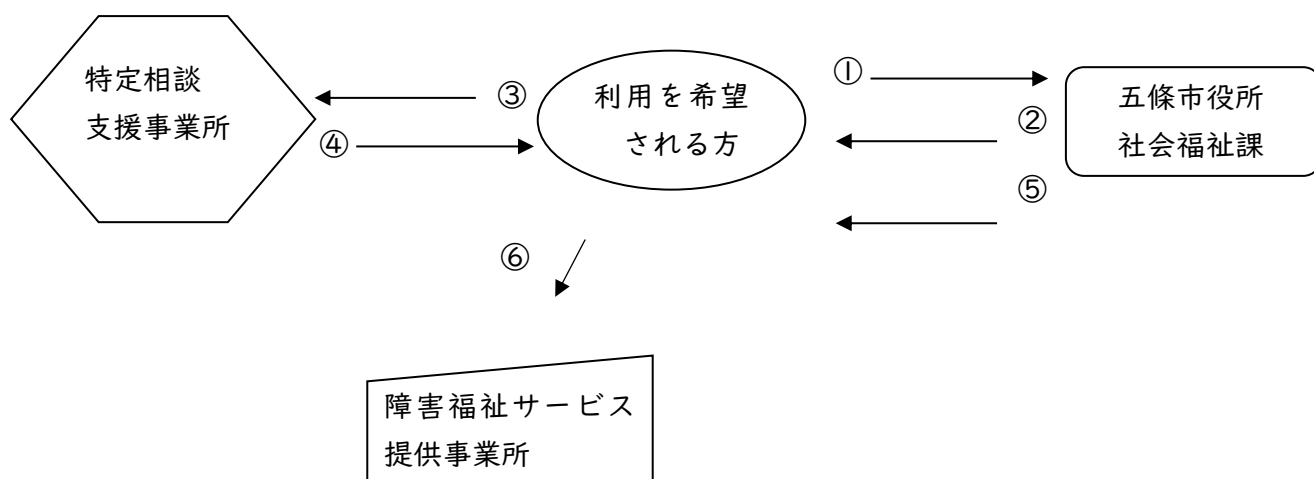 特定相談
支援事業所
③
④
利用を希望
される方
①
②
⑤
五條市役所
社会福祉課
⑥
障害福祉サービス
提供事業所